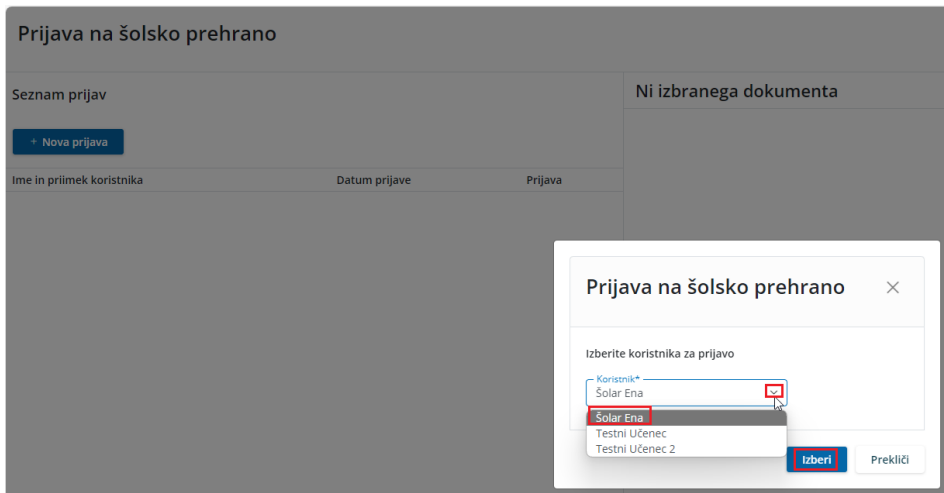 Prijava na šolsko prehrano
Seznam prijav
Ni izbranega dokumenta
+ Nova prijava
Ime in priimek koristnika Datum prijave Prijava
Prijava na šolsko prehrano
Izberite koristnika za prijavo
Koristnik*
Šolar Ena
Šolar Ena
Testni Učenec
Testni Učenec 2
Izberi Prekliči